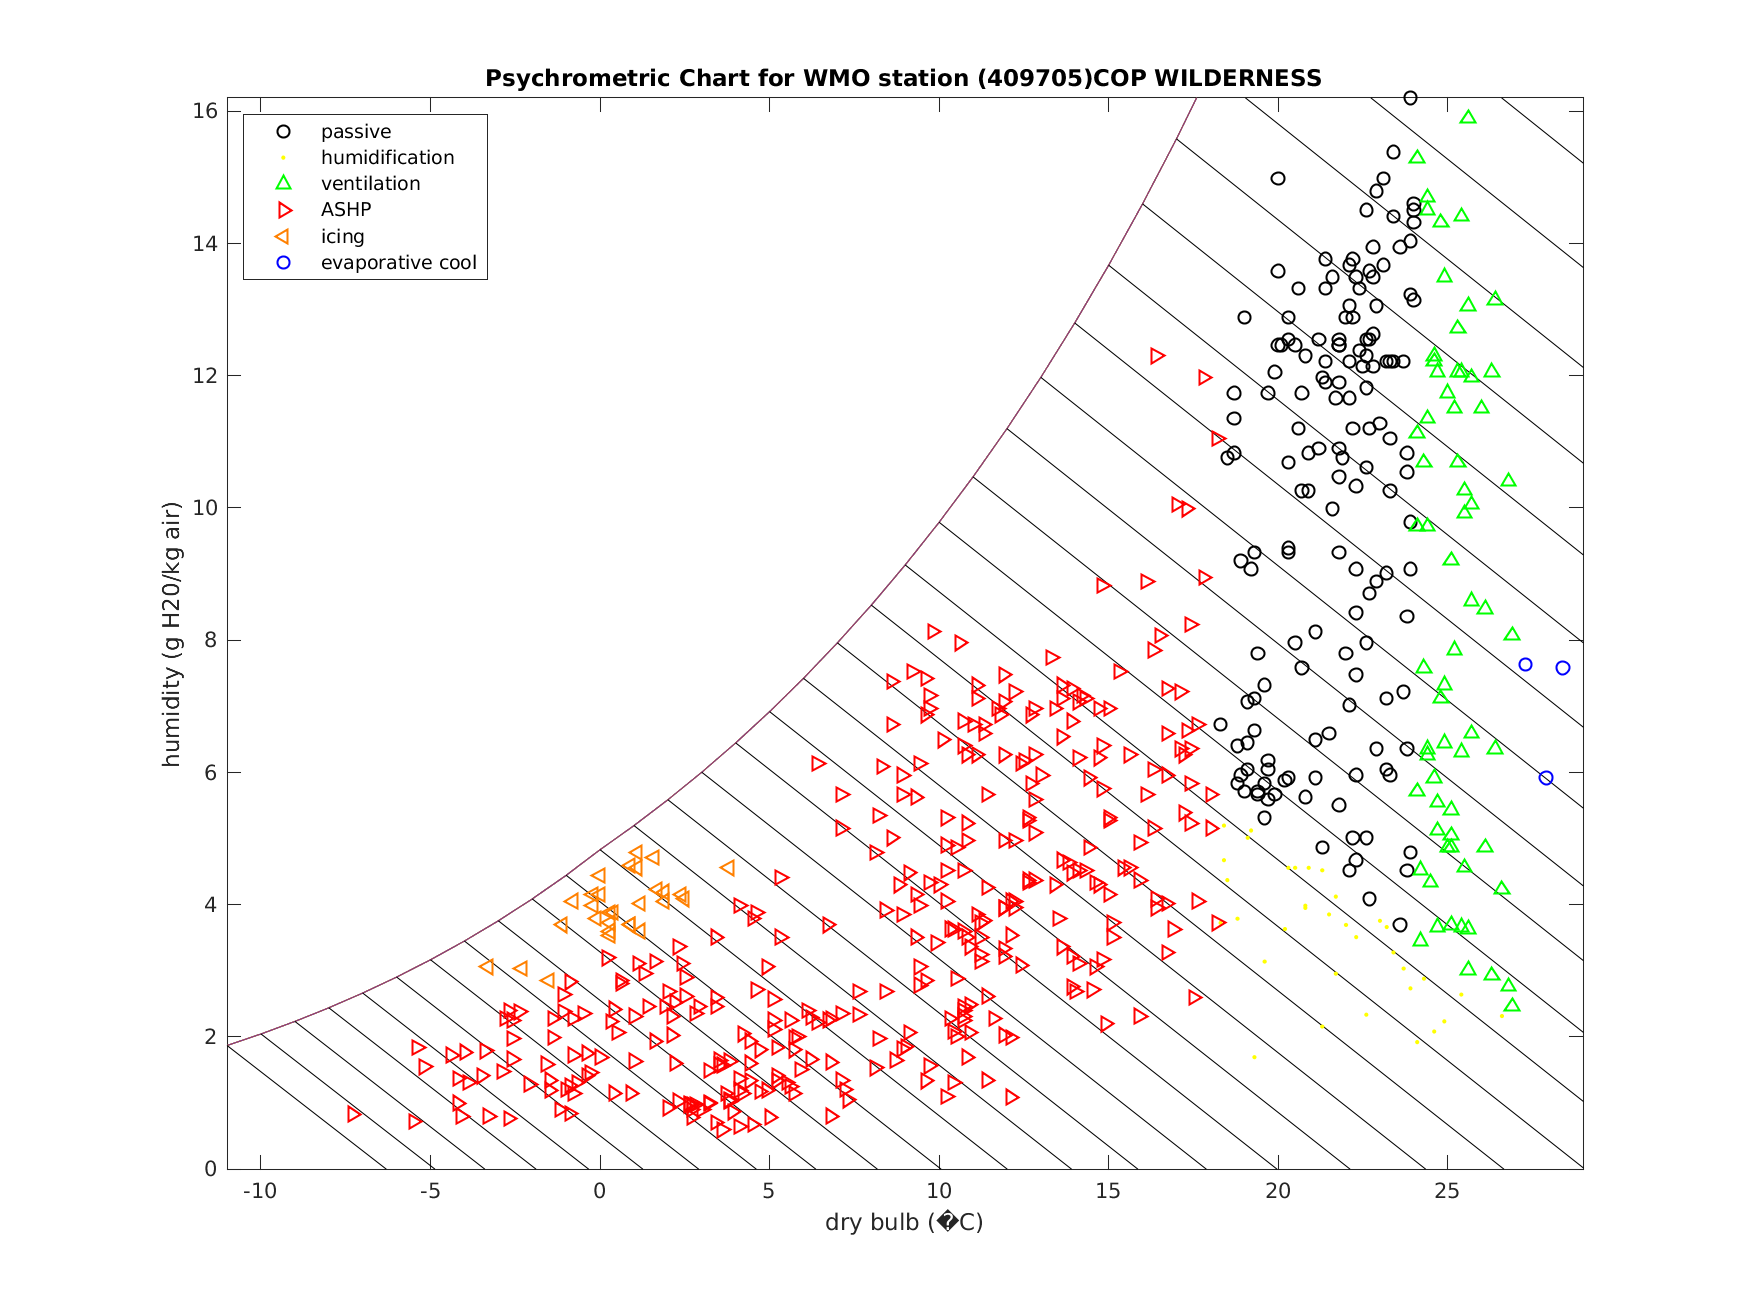 Psychrometric Chart for WMO station (409705)COP WILDERNESS
16
14
12
10
8
6
4
2
0
humidity (g H20/kg air)
passive
humidification
ventilation
ASHP
icing
evaporative cool
-10 -5 0 5 10 15 20 25
dry bulb (�C)